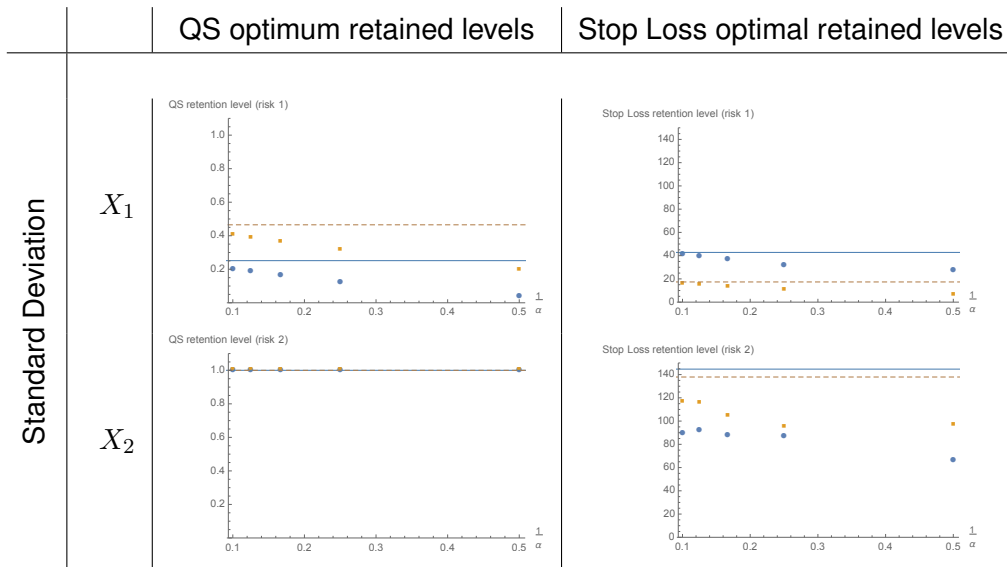 QS optimum retained levels
Stop Loss optimal retained levels
Standard Deviation
X₁
QS retention level (risk 1)
1.0
0.8
0.6
0.4
0.2
0.1 0.2 0.3 0.4 0.5
1/α
Stop Loss retention level (risk 1)
140
120
100
80
60
40
20
0
0.1 0.2 0.3 0.4 0.5
1/α
X₂
QS retention level (risk 2)
1.0
0.8
0.6
0.4
0.2
0.1 0.2 0.3 0.4 0.5
1/α
Stop Loss retention level (risk 2)
140
120
100
80
60
40
20
0
0.1 0.2 0.3 0.4 0.5
1/α